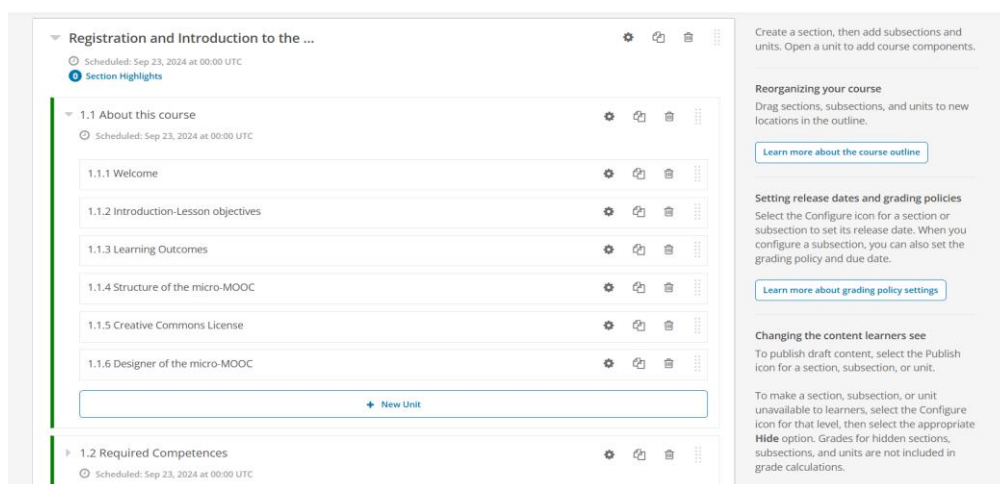 Registration and Introduction to the ...
Scheduled: Sep 23, 2024 at 00:00 UTC
0 Section Highlights
1.1 About this course
Scheduled: Sep 23, 2024 at 00:00 UTC
1.1.1 Welcome
1.1.2 Introduction-Lesson objectives
1.1.3 Learning Outcomes
1.1.4 Structure of the micro-MOOC
1.1.5 Creative Commons License
1.1.6 Designer of the micro-MOOC
+ New Unit
1.2 Required Competences
Scheduled: Sep 23, 2024 at 00:00 UTC
Create a section, then add subsections and
units. Open a unit to add course components.
Reorganizing your course
Drag sections, subsections, and units to new
locations in the outline.
Learn more about the course outline
Setting release dates and grading policies
Select the Configure icon for a section or
subsection to set its release date. When you
configure a subsection, you can also set the
grading policy and due date.
Learn more about grading policy settings
Changing the content learners see
To publish draft content, select the Publish
icon for a section, subsection, or unit.
To make a section, subsection, or unit
unavailable to learners, select the Configure
icon for that level, then select the appropriate
Hide option. Grades for hidden sections,
subsections, and units are not included in
grade calculations.